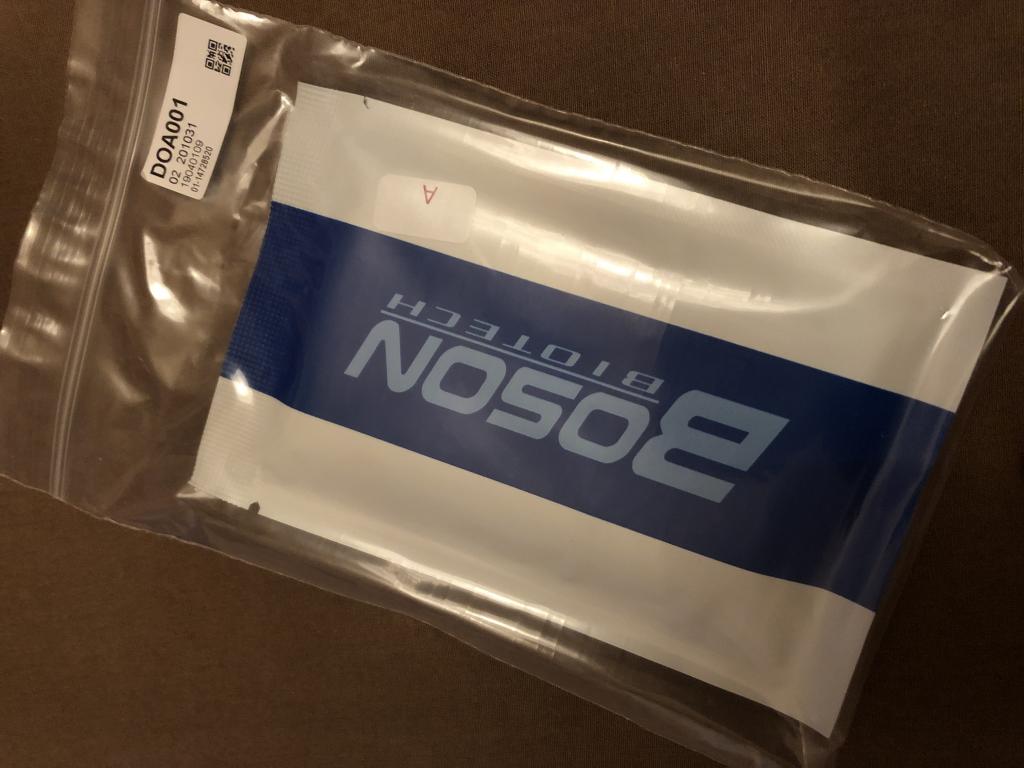 DOA001
02 201031
19040109
01-14728520
A
BOSON
BIOTECH